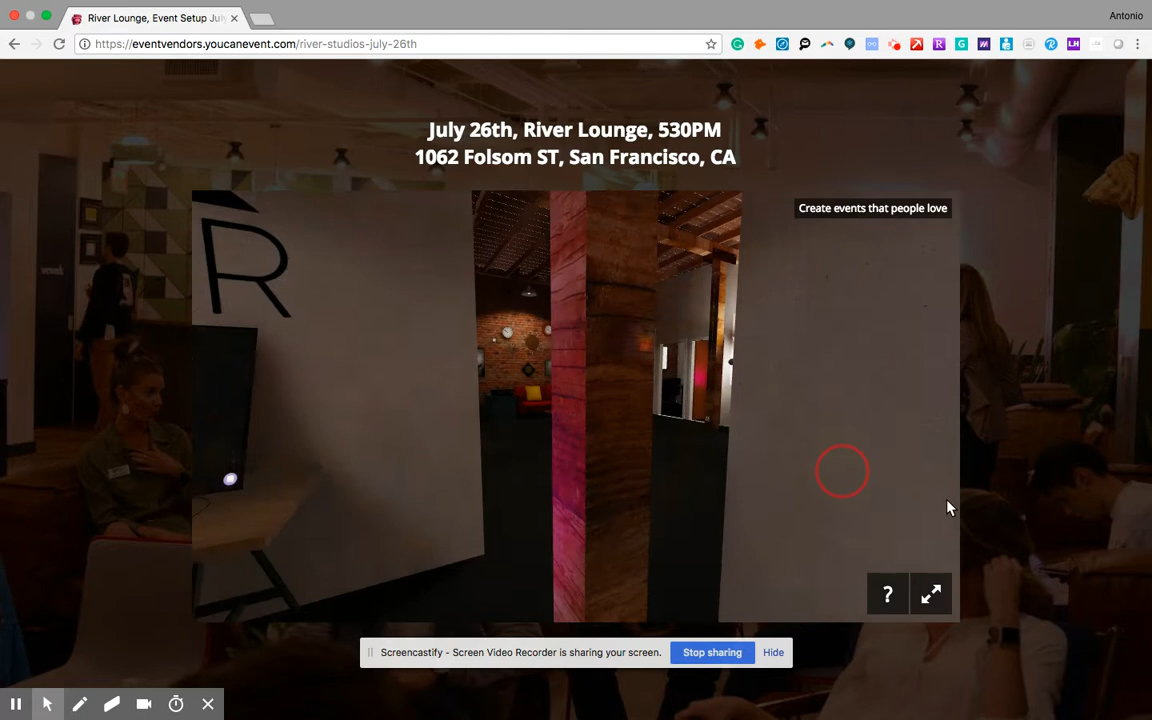 River Lounge, Event Setup July
Antonio
https://eventvendors.youcanevent.com/river-studios-july-26th
July 26th, River Lounge, 530PM
1062 Folsom ST, San Francisco, CA
Create events that people love
R
?
Screencastify - Screen Video Recorder is sharing your screen.
Stop sharing
Hide